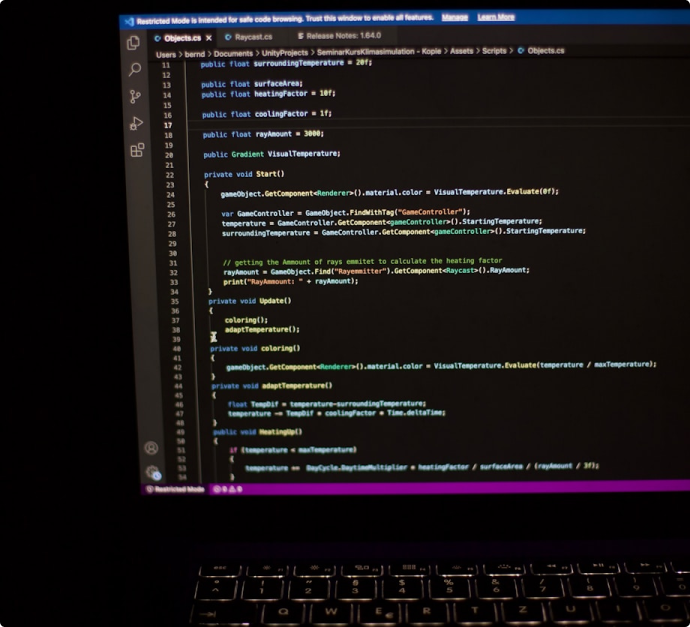 Restricted Mode is intended for safe code browsing. Trust this window to enable all features. Manage Learn More
Objects.cs Raycast.cs Release Notes: 1.64.0
Users > bernd > Documents > UnityProjects > SeminarKursKlimasimulation - Kopie > Assets > Scripts > Objects.cs
11 public float surroundingTemperature = 20f;
12
13 public float surfaceArea;
14 public float heatingFactor = 10f;
15
16 public float coolingFactor = 1f;
17
18 public float rayAmount = 3000;
19
20 public Gradient VisualTemperature;
21
22 private void Start()
23 {
24 gameObject.GetComponent<Renderer>().material.color = VisualTemperature.Evaluate(0f);
25
26 var GameController = GameObject.FindWithTag("GameController");
27 temperature = GameController.GetComponent<gameController>().StartingTemperature;
28 surroundingTemperature = GameController.GetComponent<gameController>().StartingTemperature;
29
30
31 // getting the Ammount of rays emmitet to calculate the heating factor
32 rayAmount = GameObject.Find("Rayemmitter").GetComponent<Raycast>().RayAmount;
33 print("RayAmmount: " + rayAmount);
34 }
35 private void Update()
36 {
37 coloring();
38 adaptTemperature();
39 }
40 private void coloring()
41 {
42 gameObject.GetComponent<Renderer>().material.color = VisualTemperature.Evaluate(temperature / maxTemperature);
43 }
44 private void adaptTemperature()
45 {
46 float TempDif = temperature-surroundingTemperature;
47 temperature -= TempDif * coolingFactor * Time.deltaTime;
48 }
49 public void HeatingUp()
50 {
51 if (temperature < maxTemperature)
52 {
53 temperature += DayCycle.DaytimeMultiplier * heatingFactor / surfaceArea / (rayAmount / 3f);
54 }
Restricted Mode 0 0
^ ! 1 " 2 § 3 $ 4 % 5 & 6 / 7 ( 8 ) 9
Q W E € R T Z U I O